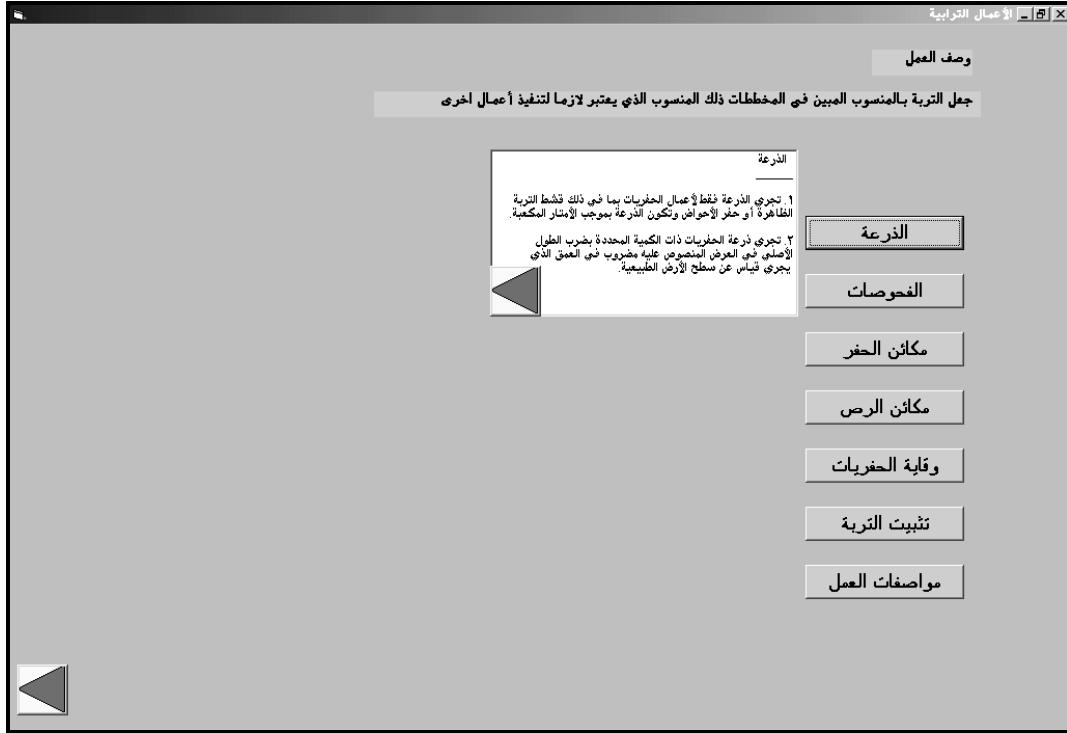 الأعمال الترابية
وصف العمل
جعل التربة بالمنسوب المبين في المخططات ذلك المنسوب الذي يعتبر لازما لتنفيذ أعمال اخرى
الذرعة
١. تجري الذرعة فقط لأعمال الحفريات بما في ذلك قشط التربة
الظاهرة أو حفر الأحواض وتكون الذرعة بموجب الأمتار المكعبة.
٢. تجري ذرعة الحفريات ذات الكمية المحددة بضرب الطول
الأصلي في العرض المنصوص عليه مضروب في العمق الذي
يجري قياس عن سطح الأرض الطبيعية.
الذرعة
الفحوصات
مكائن الحفر
مكائن الرص
وقاية الحفريات
تثبيت التربة
مواصفات العمل